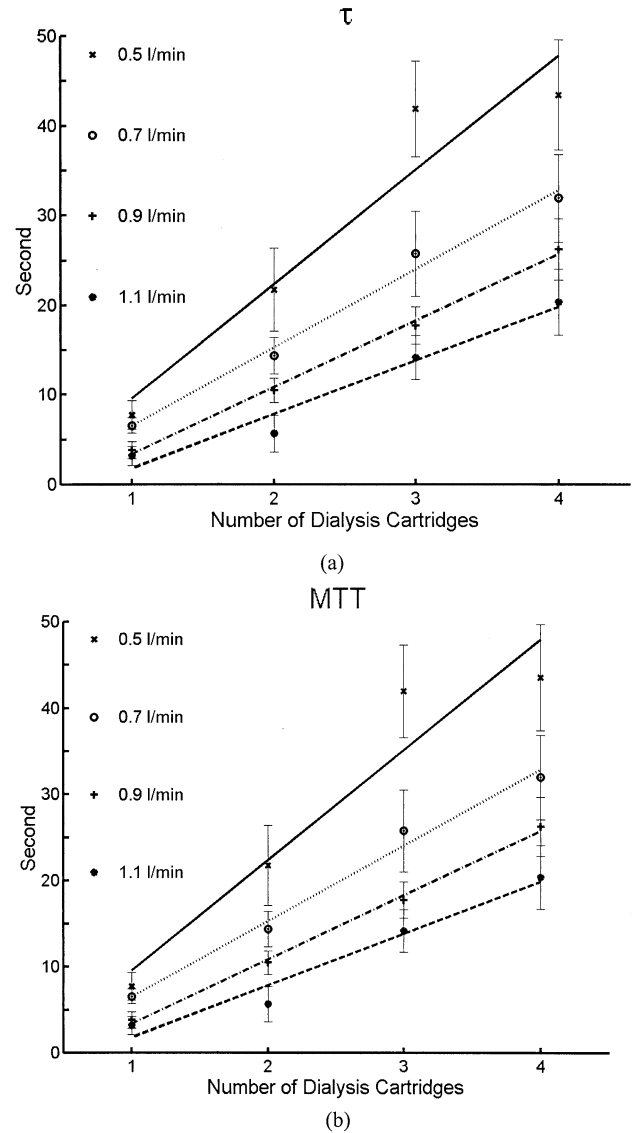 τ
50
40
30
20
10
0
Second
× 0.5 l/min
0.7 l/min
+ 0.9 l/min
1.1 l/min
1 2 3 4
Number of Dialysis Cartridges
(a)
MTT
50
40
30
20
10
0
Second
× 0.5 l/min
0.7 l/min
+ 0.9 l/min
1.1 l/min
1 2 3 4
Number of Dialysis Cartridges
(b)